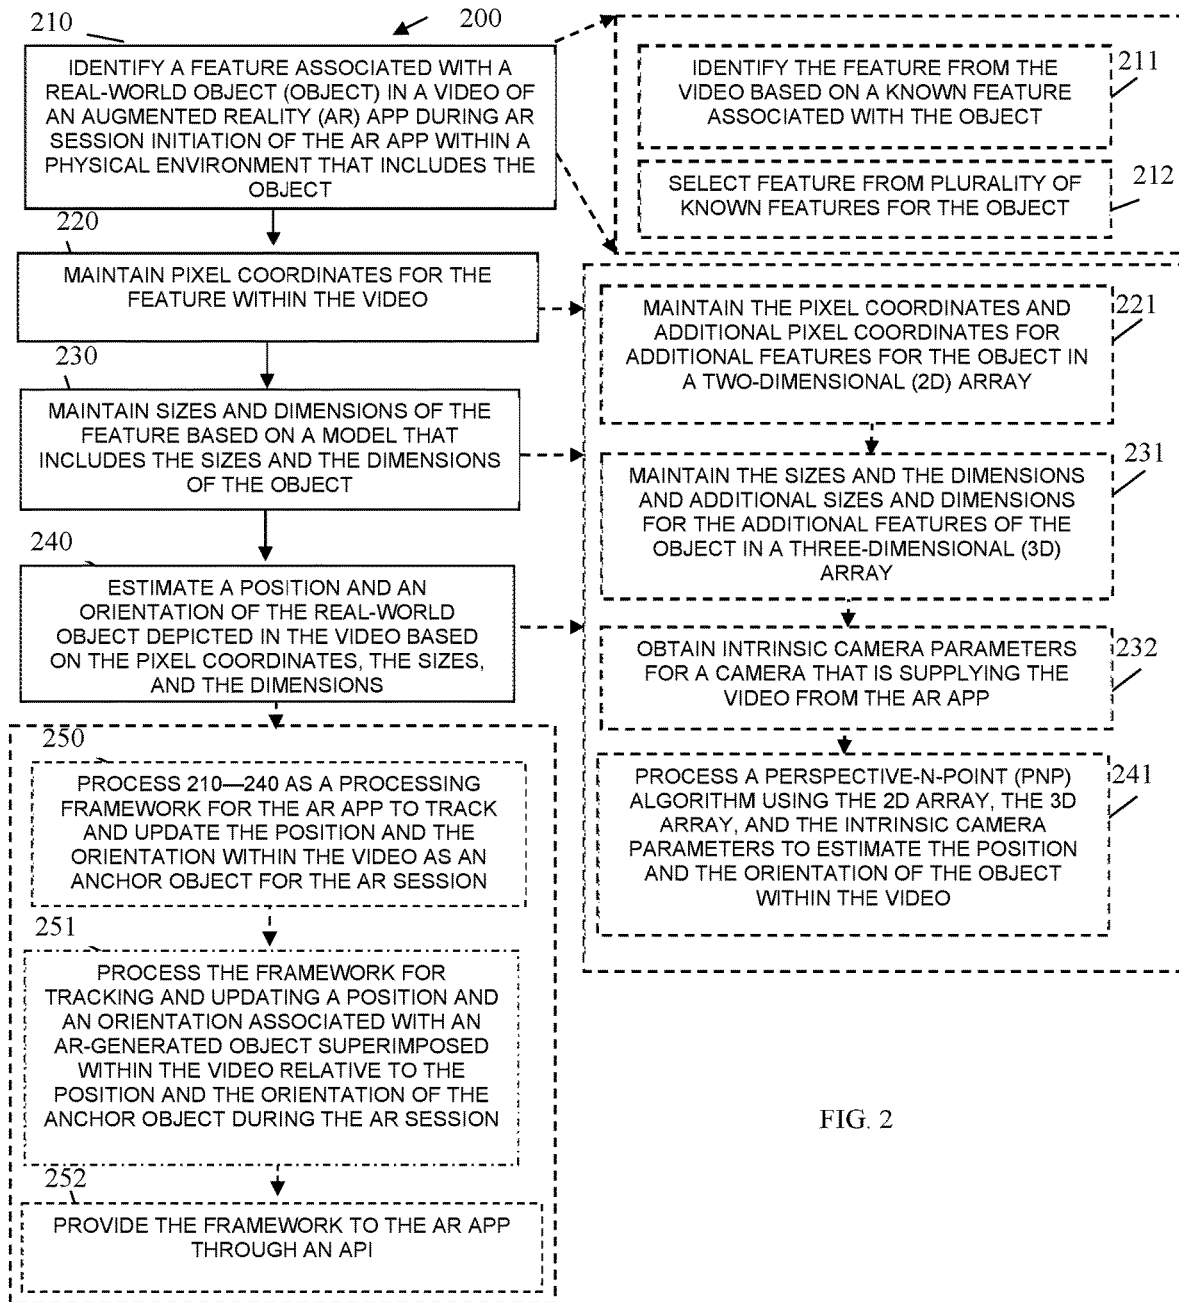 200
210
IDENTIFY A FEATURE ASSOCIATED WITH A
REAL-WORLD OBJECT (OBJECT) IN A VIDEO OF
AN AUGMENTED REALITY (AR) APP DURING AR
SESSION INITIATION OF THE AR APP WITHIN A
PHYSICAL ENVIRONMENT THAT INCLUDES THE
OBJECT
211
IDENTIFY THE FEATURE FROM THE
VIDEO BASED ON A KNOWN FEATURE
ASSOCIATED WITH THE OBJECT
212
SELECT FEATURE FROM PLURALITY OF
KNOWN FEATURES FOR THE OBJECT
220
MAINTAIN PIXEL COORDINATES FOR THE
FEATURE WITHIN THE VIDEO
230
MAINTAIN SIZES AND DIMENSIONS OF THE
FEATURE BASED ON A MODEL THAT
INCLUDES THE SIZES AND THE DIMENSIONS
OF THE OBJECT
240
ESTIMATE A POSITION AND AN
ORIENTATION OF THE REAL-WORLD
OBJECT DEPICTED IN THE VIDEO BASED
ON THE PIXEL COORDINATES, THE SIZES,
AND THE DIMENSIONS
221
MAINTAIN THE PIXEL COORDINATES AND
ADDITIONAL PIXEL COORDINATES FOR
ADDITIONAL FEATURES FOR THE OBJECT IN
A TWO-DIMENSIONAL (2D) ARRAY
231
MAINTAIN THE SIZES AND THE DIMENSIONS
AND ADDITIONAL SIZES AND DIMENSIONS
FOR THE ADDITIONAL FEATURES OF THE
OBJECT IN A THREE-DIMENSIONAL (3D)
ARRAY
232
OBTAIN INTRINSIC CAMERA PARAMETERS
FOR A CAMERA THAT IS SUPPLYING THE
VIDEO FROM THE AR APP
241
PROCESS A PERSPECTIVE-N-POINT (PNP)
ALGORITHM USING THE 2D ARRAY, THE 3D
ARRAY, AND THE INTRINSIC CAMERA
PARAMETERS TO ESTIMATE THE POSITION
AND THE ORIENTATION OF THE OBJECT
WITHIN THE VIDEO
250
PROCESS 210—240 AS A PROCESSING
FRAMEWORK FOR THE AR APP TO TRACK
AND UPDATE THE POSITION AND THE
ORIENTATION WITHIN THE VIDEO AS AN
ANCHOR OBJECT FOR THE AR SESSION
251
PROCESS THE FRAMEWORK FOR
TRACKING AND UPDATING A POSITION AND
AN ORIENTATION ASSOCIATED WITH AN
AR-GENERATED OBJECT SUPERIMPOSED
WITHIN THE VIDEO RELATIVE TO THE
POSITION AND THE ORIENTATION OF THE
ANCHOR OBJECT DURING THE AR SESSION
252
PROVIDE THE FRAMEWORK TO THE AR APP
THROUGH AN API
FIG. 2